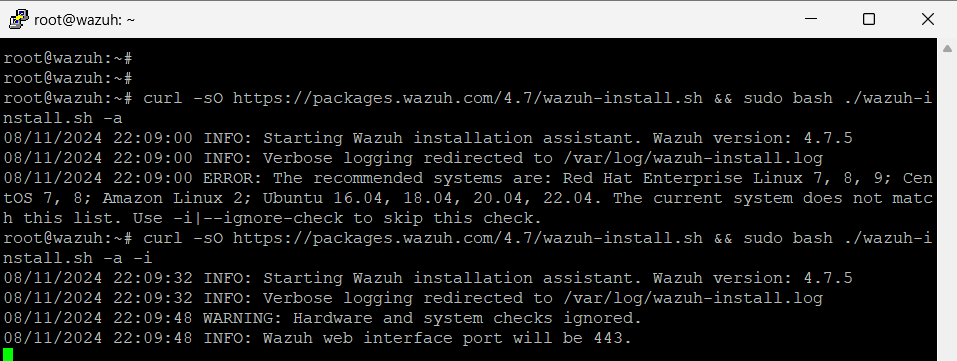 root@wazuh: ~
root@wazuh:~#
root@wazuh:~#
root@wazuh:~# curl -sO https://packages.wazuh.com/4.7/wazuh-install.sh && sudo bash ./wazuh-i
nstall.sh -a
08/11/2024 22:09:00 INFO: Starting Wazuh installation assistant. Wazuh version: 4.7.5
08/11/2024 22:09:00 INFO: Verbose logging redirected to /var/log/wazuh-install.log
08/11/2024 22:09:00 ERROR: The recommended systems are: Red Hat Enterprise Linux 7, 8, 9; Cen
tOS 7, 8; Amazon Linux 2; Ubuntu 16.04, 18.04, 20.04, 22.04. The current system does not matc
h this list. Use -i|--ignore-check to skip this check.
root@wazuh:~# curl -sO https://packages.wazuh.com/4.7/wazuh-install.sh && sudo bash ./wazuh-i
nstall.sh -a -i
08/11/2024 22:09:32 INFO: Starting Wazuh installation assistant. Wazuh version: 4.7.5
08/11/2024 22:09:32 INFO: Verbose logging redirected to /var/log/wazuh-install.log
08/11/2024 22:09:48 WARNING: Hardware and system checks ignored.
08/11/2024 22:09:48 INFO: Wazuh web interface port will be 443.